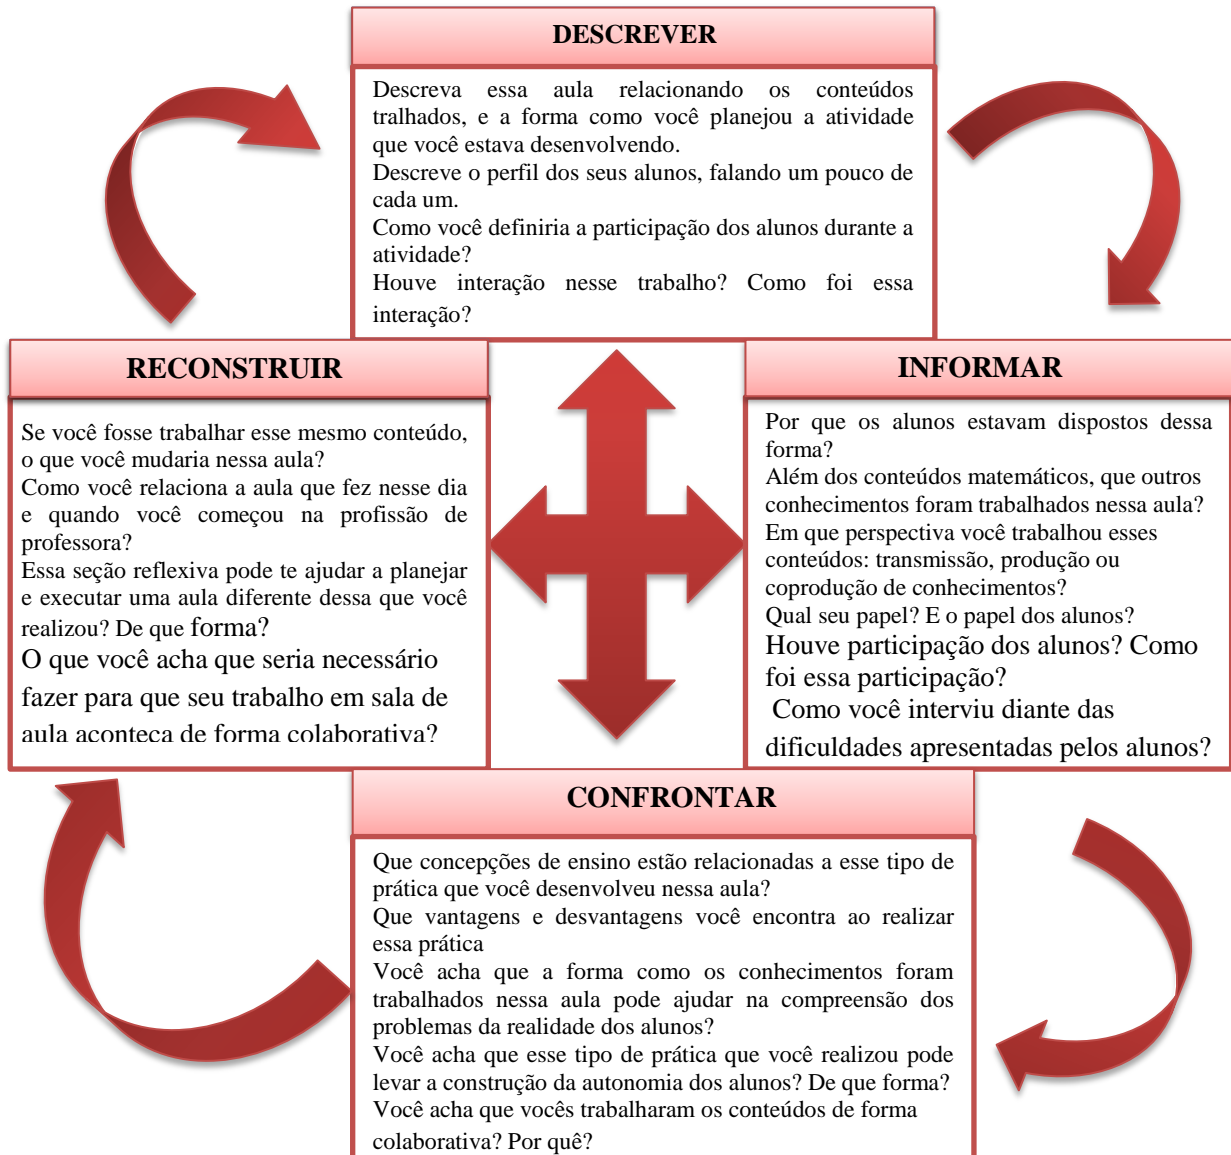 DESCREVER
Descreva essa aula relacionando os conteúdos
tralhados, e a forma como você planejou a atividade
que você estava desenvolvendo.
Descreve o perfil dos seus alunos, falando um pouco de
cada um.
Como você definiria a participação dos alunos durante a
atividade?
Houve interação nesse trabalho? Como foi essa
interação?
RECONSTRUIR
Se você fosse trabalhar esse mesmo conteúdo,
o que você mudaria nessa aula?
Como você relaciona a aula que fez nesse dia
e quando você começou na profissão de
professora?
Essa seção reflexiva pode te ajudar a planejar
e executar uma aula diferente dessa que você
realizou? De que forma?
O que você acha que seria necessário
fazer para que seu trabalho em sala de
aula aconteça de forma colaborativa?
INFORMAR
Por que os alunos estavam dispostos dessa
forma?
Além dos conteúdos matemáticos, que outros
conhecimentos foram trabalhados nessa aula?
Em que perspectiva você trabalhou esses
conteúdos: transmissão, produção ou
coprodução de conhecimentos?
Qual seu papel? E o papel dos alunos?
Houve participação dos alunos? Como
foi essa participação?
Como você interviu diante das
dificuldades apresentadas pelos alunos?
CONFRONTAR
Que concepções de ensino estão relacionadas a esse tipo de
prática que você desenvolveu nessa aula?
Que vantagens e desvantagens você encontra ao realizar
essa prática
Você acha que a forma como os conhecimentos foram
trabalhados nessa aula pode ajudar na compreensão dos
problemas da realidade dos alunos?
Você acha que esse tipo de prática que você realizou pode
levar a construção da autonomia dos alunos? De que forma?
Você acha que vocês trabalharam os conteúdos de forma
colaborativa? Por quê?